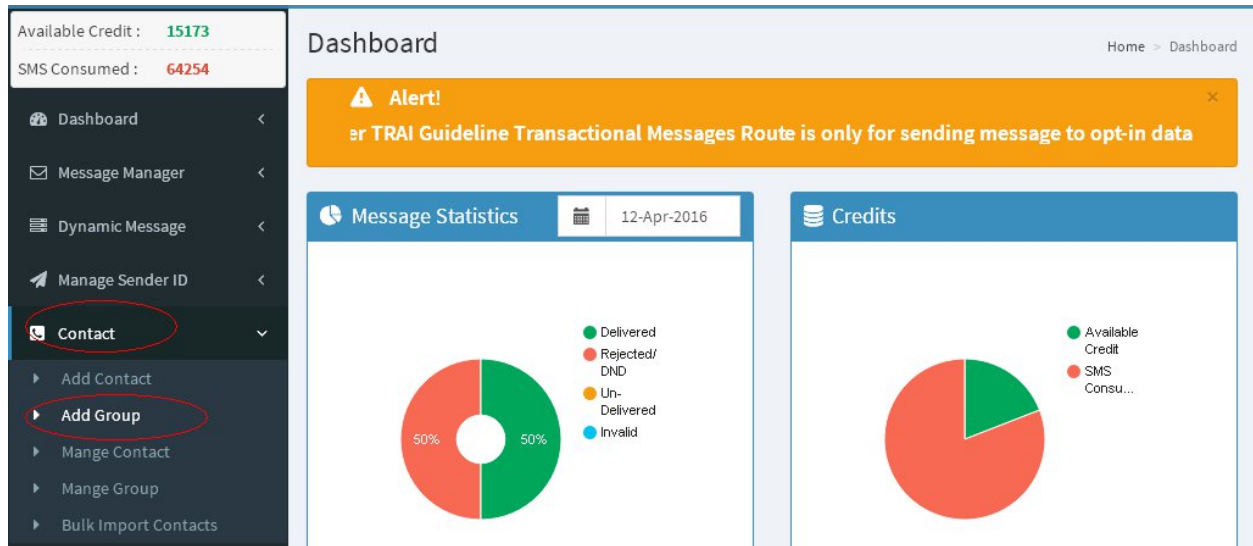 Available Credit : 15173
SMS Consumed : 64254
Dashboard
Message Manager
Dynamic Message
Manage Sender ID
Contact
Add Contact
Add Group
Mange Contact
Mange Group
Bulk Import Contacts
Dashboard
Home > Dashboard
Alert!
×
er TRAI Guideline Transactional Messages Route is only for sending message to opt-in data
Message Statistics
12-Apr-2016
50%
50%
Delivered
Rejected/
DND
Un-
Delivered
Invalid
Credits
Available
Credit
SMS
Consu...